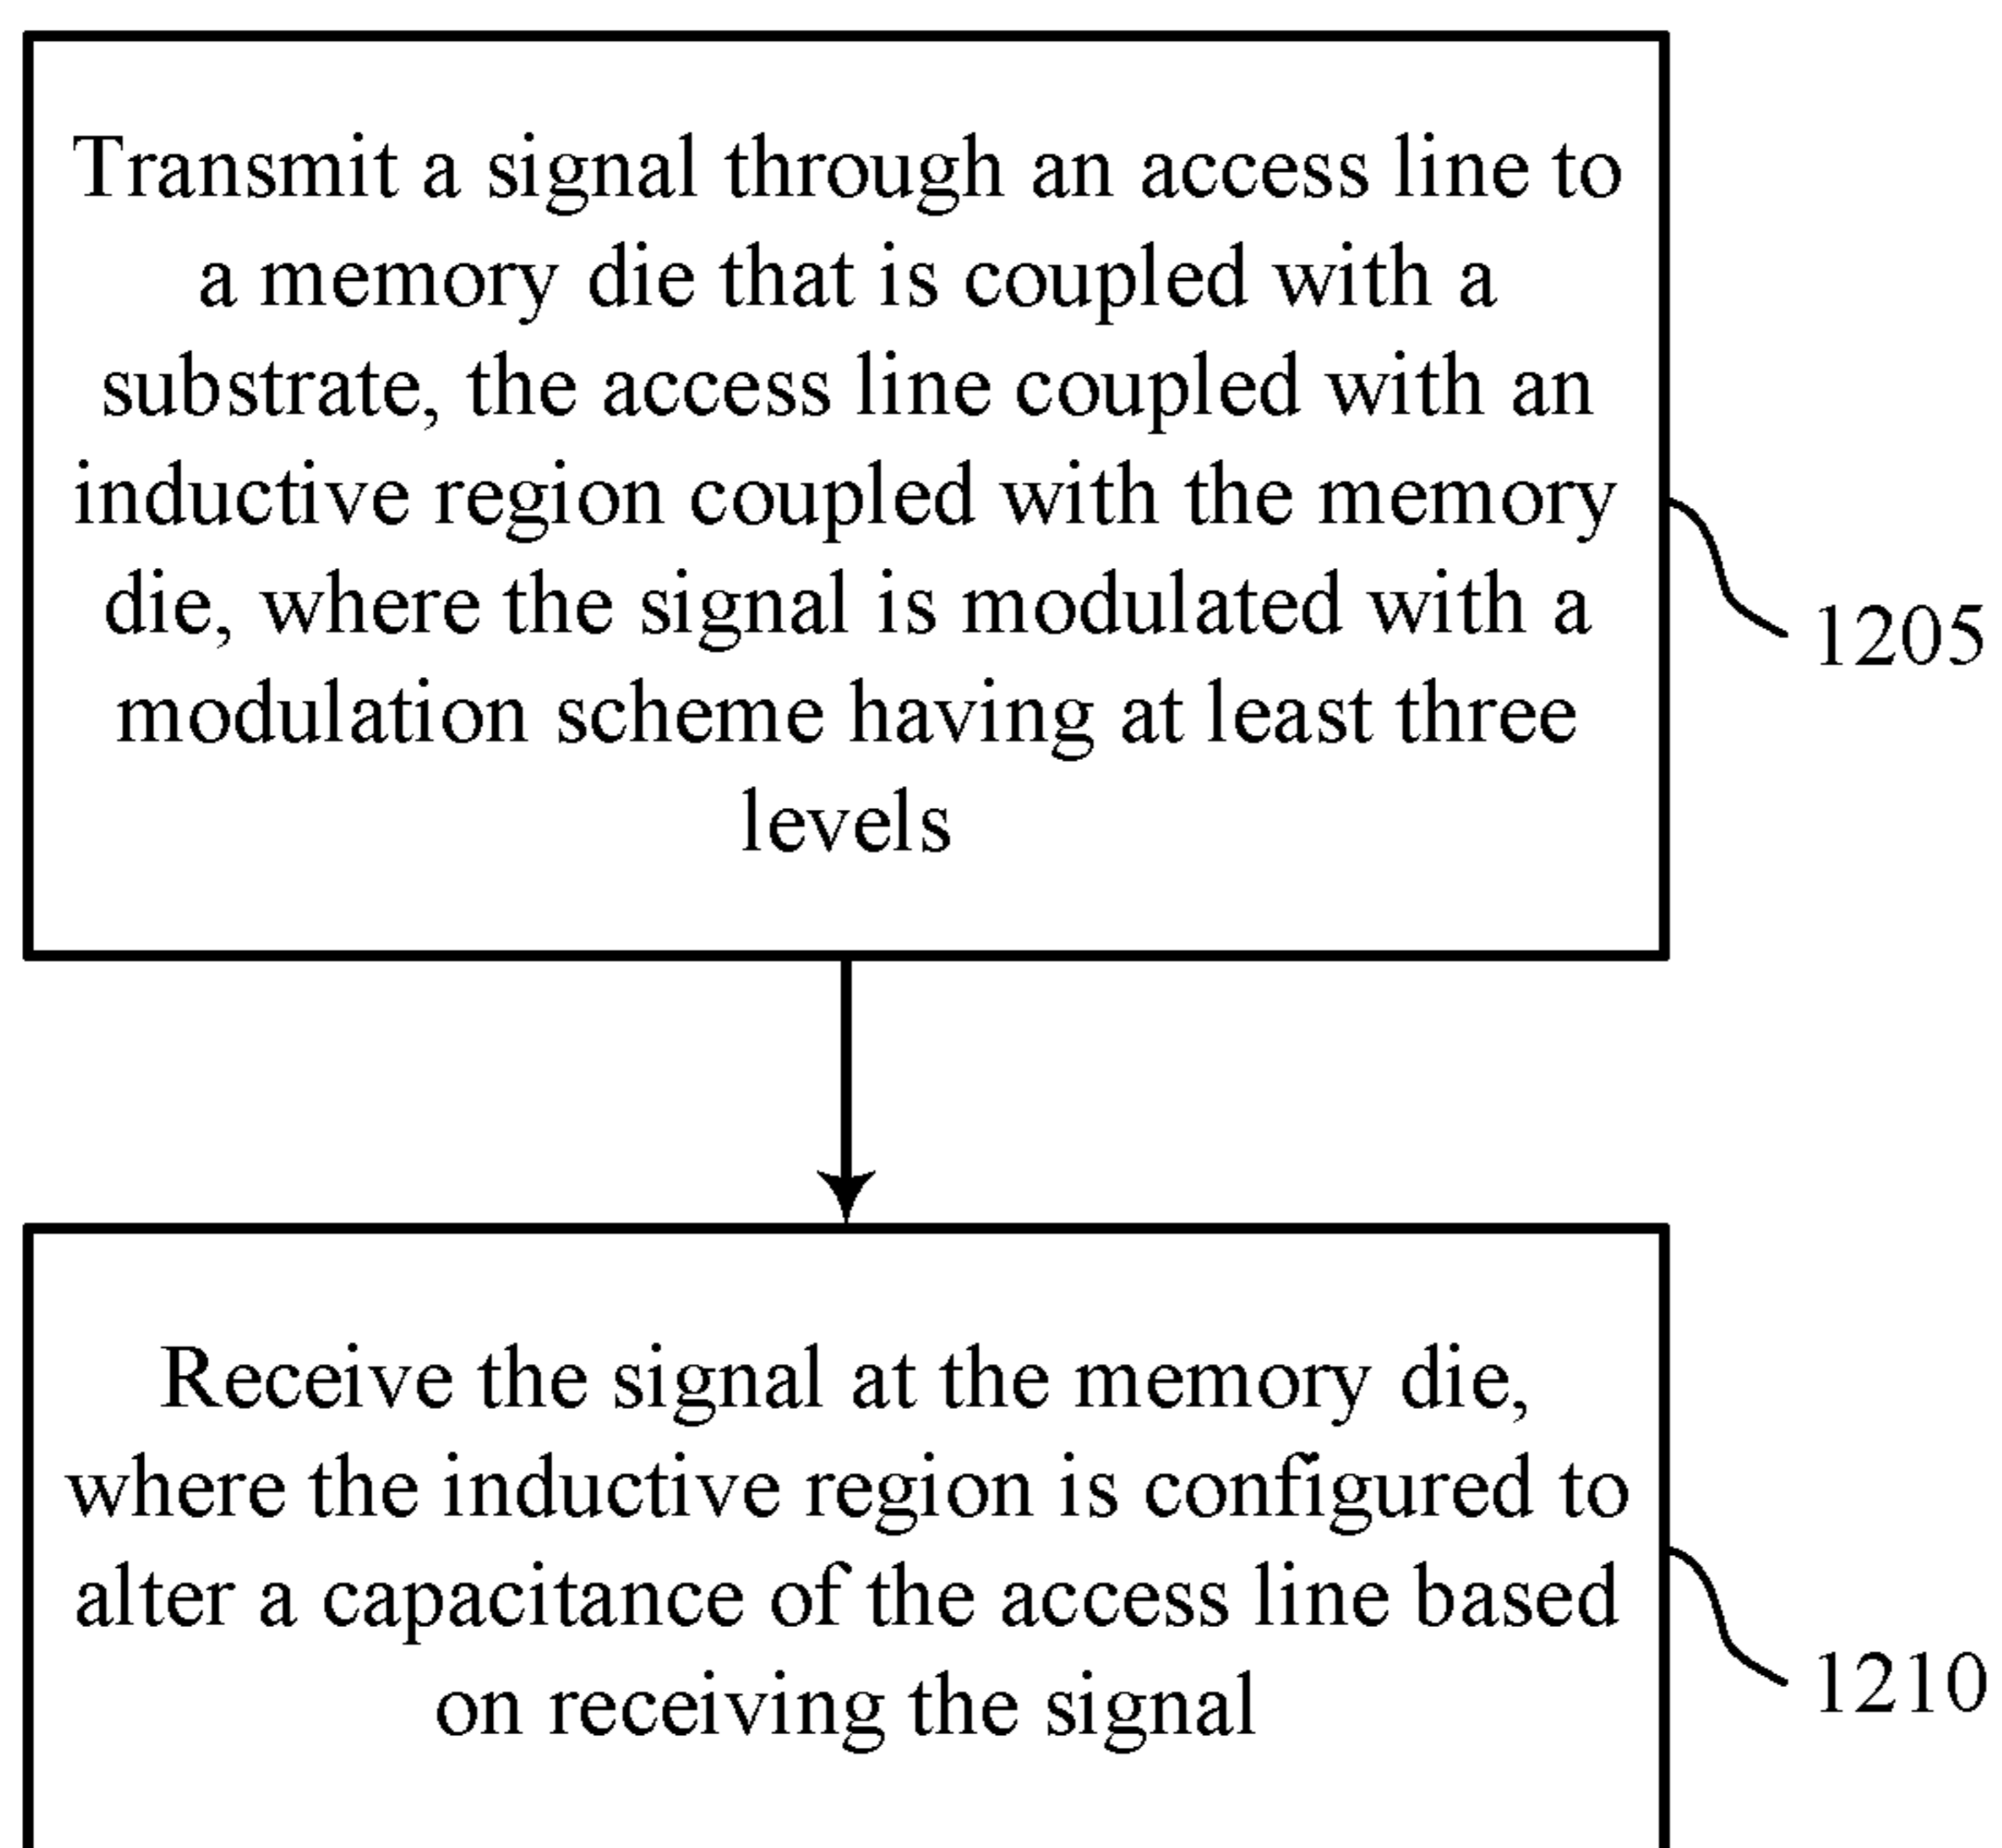 Transmit a signal through an access line to
a memory die that is coupled with a
substrate, the access line coupled with an
inductive region coupled with the memory
die, where the signal is modulated with a
modulation scheme having at least three
levels
1205
Receive the signal at the memory die,
where the inductive region is configured to
alter a capacitance of the access line based
on receiving the signal
1210